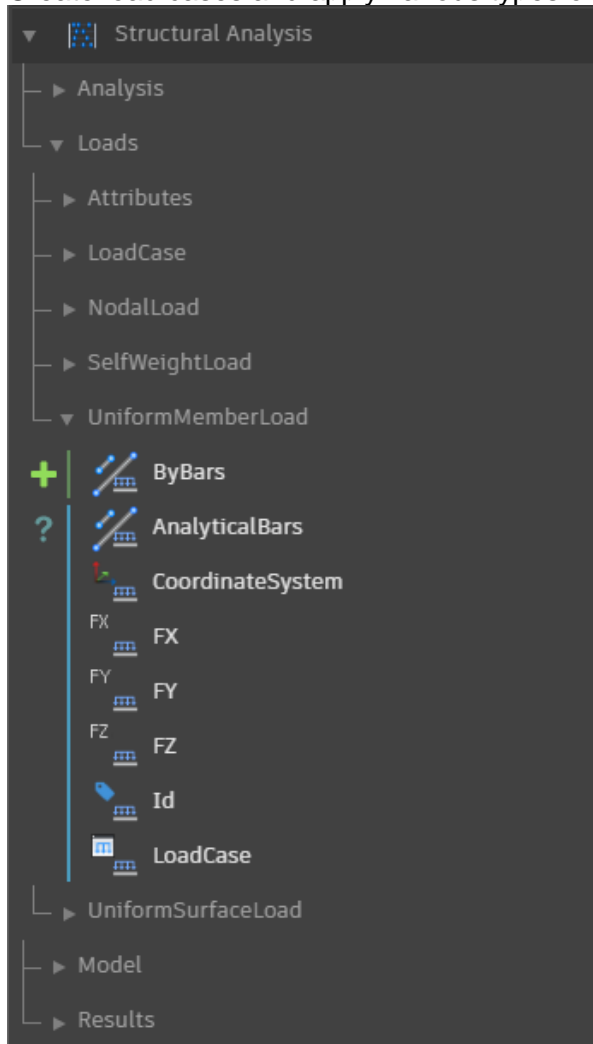 Structural Analysis
Analysis
Loads
Attributes
LoadCase
NodalLoad
SelfWeightLoad
UniformMemberLoad
ByBars
? AnalyticalBars
CoordinateSystem
FX FX
FY FY
FZ FZ
Id
LoadCase
UniformSurfaceLoad
Model
Results